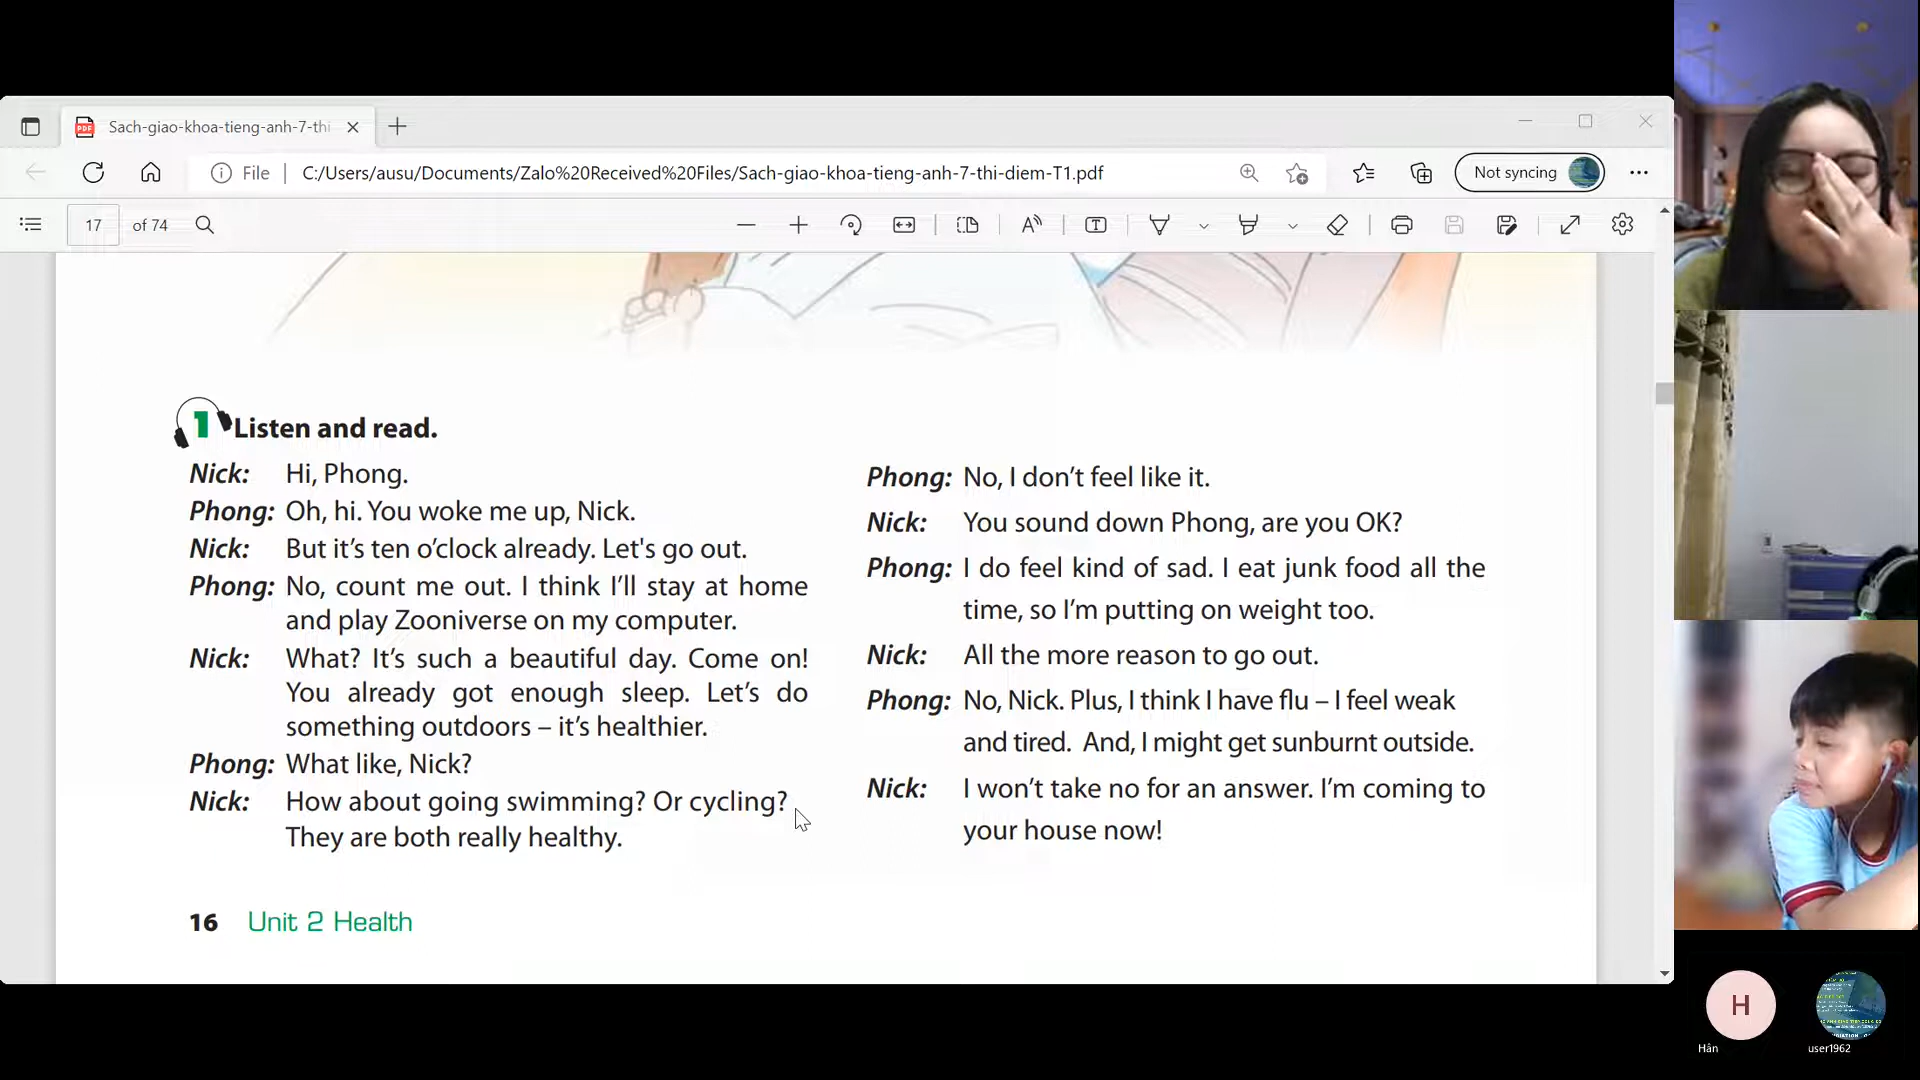 Sach-giao-khoa-tieng-anh-7-thi
File
C:/Users/ausu/Documents/Zalo%20Received%20Files/Sach-giao-khoa-tieng-anh-7-thi-diem-T1.pdf
Not syncing
17 of 74
1 Listen and read.
Nick: Hi, Phong.
Phong: Oh, hi. You woke me up, Nick.
Nick: But it's ten o'clock already. Let's go out.
Phong: No, count me out. I think I'll stay at home
and play Zooniverse on my computer.
Nick: What? It's such a beautiful day. Come on!
You already got enough sleep. Let's do
something outdoors – it's healthier.
Phong: What like, Nick?
Nick: How about going swimming? Or cycling?
They are both really healthy.
Phong: No, I don't feel like it.
Nick: You sound down Phong, are you OK?
Phong: I do feel kind of sad. I eat junk food all the
time, so I'm putting on weight too.
Nick: All the more reason to go out.
Phong: No, Nick. Plus, I think I have flu – I feel weak
and tired. And, I might get sunburnt outside.
Nick: I won't take no for an answer. I'm coming to
your house now!
16 Unit 2 Health
H
Hân
user1962